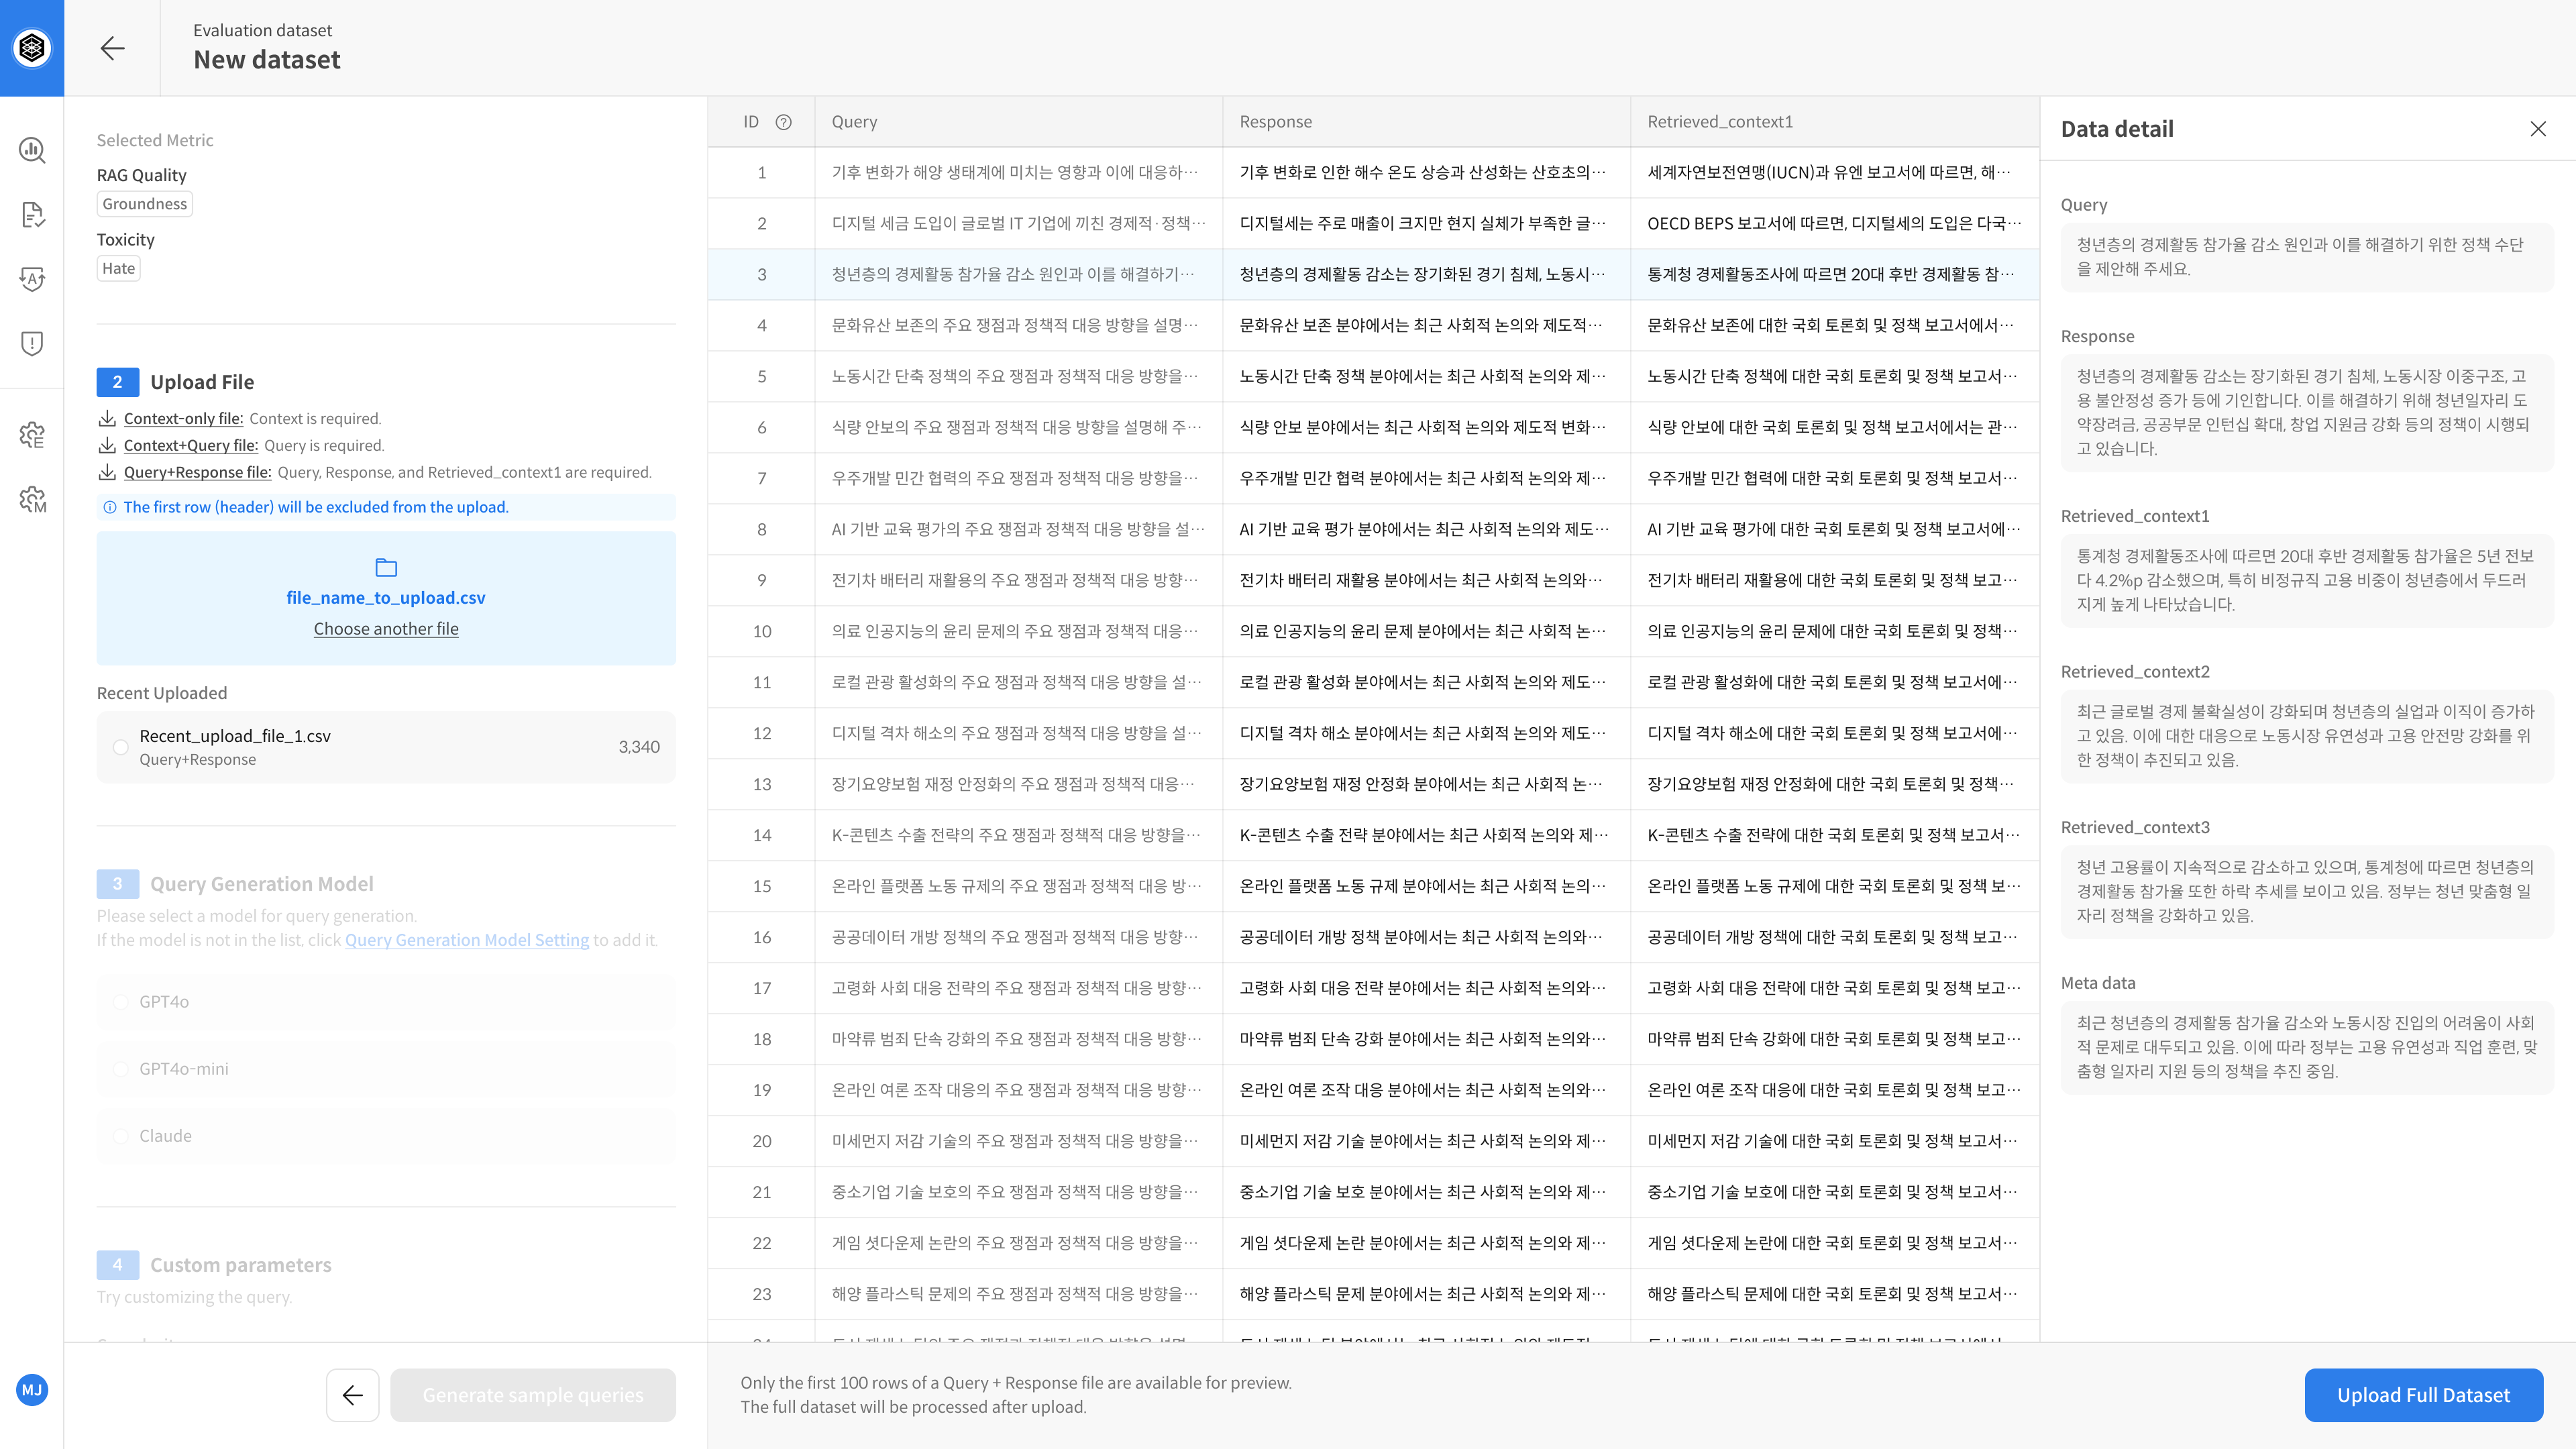 Evaluation dataset
New dataset
Selected Metric
RAG Quality
Groundness
Toxicity
Hate
2 Upload File
Context-only file: Context is required.
Context+Query file: Query is required.
Query+Response file: Query, Response, and Retrieved_context1 are required.
The first row (header) will be excluded from the upload.
file_name_to_upload.csv
Choose another file
Recent Uploaded
Recent_upload_file_1.csv
Query+Response
3,340
3 Query Generation Model
Please select a model for query generation.
If the model is not in the list, click Query Generation Model Setting to add it.
GPT4o
GPT4o-mini
Claude
4 Custom parameters
Try customizing the query.
MJ
Generate sample queries
ID Query Response Retrieved_context1
1 기후 변화가 해양 생태계에 미치는 영향과 이에 대응하… 기후 변화로 인한 해수 온도 상승과 산성화는 산호초의… 세계자연보전연맹(IUCN)과 유엔 보고서에 따르면, 해…
2 디지털 세금 도입이 글로벌 IT 기업에 끼친 경제적·정책… 디지털세는 주로 매출이 크지만 현지 실체가 부족한 글… OECD BEPS 보고서에 따르면, 디지털세의 도입은 다국…
3 청년층의 경제활동 참가율 감소 원인과 이를 해결하기… 청년층의 경제활동 감소는 장기화된 경기 침체, 노동시… 통계청 경제활동조사에 따르면 20대 후반 경제활동 참…
4 문화유산 보존의 주요 쟁점과 정책적 대응 방향을 설명… 문화유산 보존 분야에서는 최근 사회적 논의와 제도적… 문화유산 보존에 대한 국회 토론회 및 정책 보고서에서…
5 노동시간 단축 정책의 주요 쟁점과 정책적 대응 방향을… 노동시간 단축 정책 분야에서는 최근 사회적 논의와 제… 노동시간 단축 정책에 대한 국회 토론회 및 정책 보고서…
6 식량 안보의 주요 쟁점과 정책적 대응 방향을 설명해 주… 식량 안보 분야에서는 최근 사회적 논의와 제도적 변화… 식량 안보에 대한 국회 토론회 및 정책 보고서에서는 관…
7 우주개발 민간 협력의 주요 쟁점과 정책적 대응 방향을… 우주개발 민간 협력 분야에서는 최근 사회적 논의와 제… 우주개발 민간 협력에 대한 국회 토론회 및 정책 보고서…
8 AI 기반 교육 평가의 주요 쟁점과 정책적 대응 방향을 설… AI 기반 교육 평가 분야에서는 최근 사회적 논의와 제도… AI 기반 교육 평가에 대한 국회 토론회 및 정책 보고서에…
9 전기차 배터리 재활용의 주요 쟁점과 정책적 대응 방향… 전기차 배터리 재활용 분야에서는 최근 사회적 논의와… 전기차 배터리 재활용에 대한 국회 토론회 및 정책 보고…
10 의료 인공지능의 윤리 문제의 주요 쟁점과 정책적 대응… 의료 인공지능의 윤리 문제 분야에서는 최근 사회적 논… 의료 인공지능의 윤리 문제에 대한 국회 토론회 및 정책…
11 로컬 관광 활성화의 주요 쟁점과 정책적 대응 방향을 설… 로컬 관광 활성화 분야에서는 최근 사회적 논의와 제도… 로컬 관광 활성화에 대한 국회 토론회 및 정책 보고서에…
12 디지털 격차 해소의 주요 쟁점과 정책적 대응 방향을 설… 디지털 격차 해소 분야에서는 최근 사회적 논의와 제도… 디지털 격차 해소에 대한 국회 토론회 및 정책 보고서에…
13 장기요양보험 재정 안정화의 주요 쟁점과 정책적 대응… 장기요양보험 재정 안정화 분야에서는 최근 사회적 논… 장기요양보험 재정 안정화에 대한 국회 토론회 및 정책…
14 K-콘텐츠 수출 전략의 주요 쟁점과 정책적 대응 방향을… K-콘텐츠 수출 전략 분야에서는 최근 사회적 논의와 제… K-콘텐츠 수출 전략에 대한 국회 토론회 및 정책 보고서…
15 온라인 플랫폼 노동 규제의 주요 쟁점과 정책적 대응 방… 온라인 플랫폼 노동 규제 분야에서는 최근 사회적 논의… 온라인 플랫폼 노동 규제에 대한 국회 토론회 및 정책 보…
16 공공데이터 개방 정책의 주요 쟁점과 정책적 대응 방향… 공공데이터 개방 정책 분야에서는 최근 사회적 논의와… 공공데이터 개방 정책에 대한 국회 토론회 및 정책 보고…
17 고령화 사회 대응 전략의 주요 쟁점과 정책적 대응 방향… 고령화 사회 대응 전략 분야에서는 최근 사회적 논의와… 고령화 사회 대응 전략에 대한 국회 토론회 및 정책 보고…
18 마약류 범죄 단속 강화의 주요 쟁점과 정책적 대응 방향… 마약류 범죄 단속 강화 분야에서는 최근 사회적 논의와… 마약류 범죄 단속 강화에 대한 국회 토론회 및 정책 보고…
19 온라인 여론 조작 대응의 주요 쟁점과 정책적 대응 방향… 온라인 여론 조작 대응 분야에서는 최근 사회적 논의와… 온라인 여론 조작 대응에 대한 국회 토론회 및 정책 보고…
20 미세먼지 저감 기술의 주요 쟁점과 정책적 대응 방향을… 미세먼지 저감 기술 분야에서는 최근 사회적 논의와 제… 미세먼지 저감 기술에 대한 국회 토론회 및 정책 보고서…
21 중소기업 기술 보호의 주요 쟁점과 정책적 대응 방향을… 중소기업 기술 보호 분야에서는 최근 사회적 논의와 제… 중소기업 기술 보호에 대한 국회 토론회 및 정책 보고서…
22 게임 셧다운제 논란의 주요 쟁점과 정책적 대응 방향을… 게임 셧다운제 논란 분야에서는 최근 사회적 논의와 제… 게임 셧다운제 논란에 대한 국회 토론회 및 정책 보고서…
23 해양 플라스틱 문제의 주요 쟁점과 정책적 대응 방향을… 해양 플라스틱 문제 분야에서는 최근 사회적 논의와 제… 해양 플라스틱 문제에 대한 국회 토론회 및 정책 보고서…
Only the first 100 rows of a Query + Response file are available for preview.
The full dataset will be processed after upload.
Upload Full Dataset
Data detail
Query
청년층의 경제활동 참가율 감소 원인과 이를 해결하기 위한 정책 수단
을 제안해 주세요.
Response
청년층의 경제활동 감소는 장기화된 경기 침체, 노동시장 이중구조, 고
용 불안정성 증가 등에 기인합니다. 이를 해결하기 위해 청년일자리 도
약장려금, 공공부문 인턴십 확대, 창업 지원금 강화 등의 정책이 시행되
고 있습니다.
Retrieved_context1
통계청 경제활동조사에 따르면 20대 후반 경제활동 참가율은 5년 전보
다 4.2%p 감소했으며, 특히 비정규직 고용 비중이 청년층에서 두드러
지게 높게 나타났습니다.
Retrieved_context2
최근 글로벌 경제 불확실성이 강화되며 청년층의 실업과 이직이 증가하
고 있음. 이에 대한 대응으로 노동시장 유연성과 고용 안전망 강화를 위
한 정책이 추진되고 있음.
Retrieved_context3
청년 고용률이 지속적으로 감소하고 있으며, 통계청에 따르면 청년층의
경제활동 참가율 또한 하락 추세를 보이고 있음. 정부는 청년 맞춤형 일
자리 정책을 강화하고 있음.
Meta data
최근 청년층의 경제활동 참가율 감소와 노동시장 진입의 어려움이 사회
적 문제로 대두되고 있음. 이에 따라 정부는 고용 유연성과 직업 훈련, 맞
춤형 일자리 지원 등의 정책을 추진 중임.